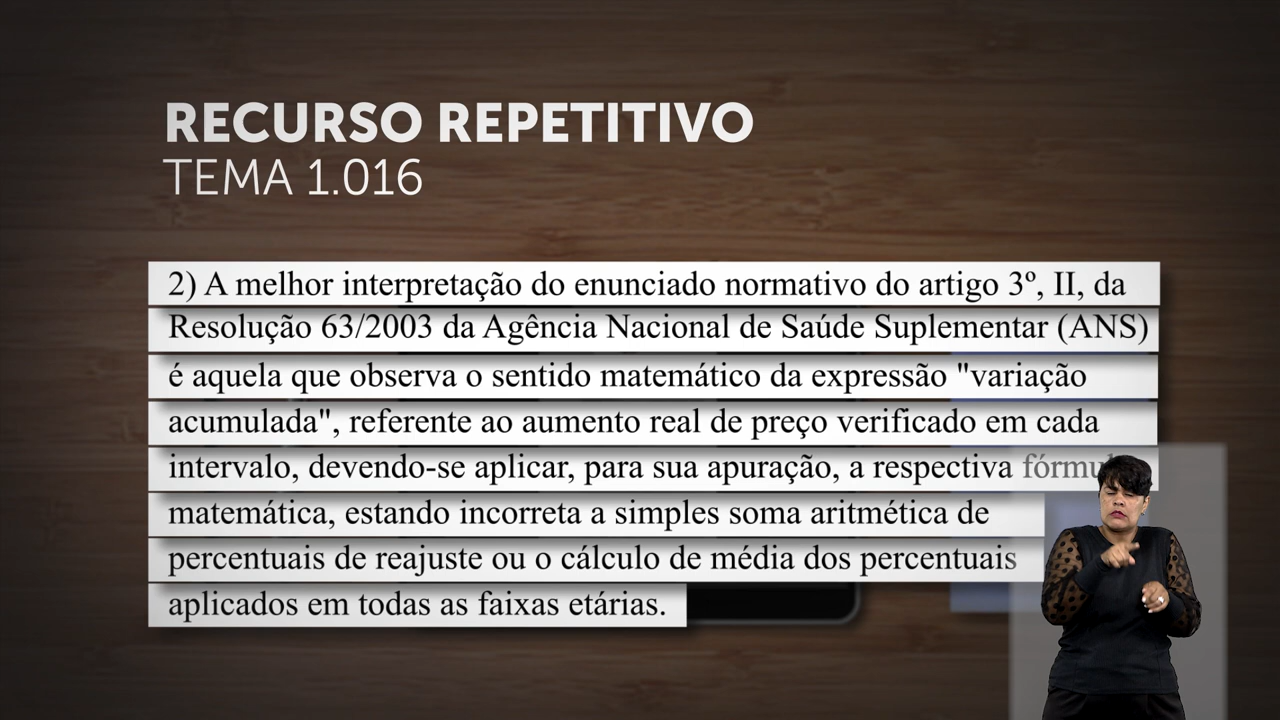 RECURSO REPETITIVO
TEMA 1.016
2) A melhor interpretação do enunciado normativo do artigo 3º, II, da
Resolução 63/2003 da Agência Nacional de Saúde Suplementar (ANS)
é aquela que observa o sentido matemático da expressão "variação
acumulada", referente ao aumento real de preço verificado em cada
intervalo, devendo-se aplicar, para sua apuração, a respectiva
matemática, estando incorreta a simples soma aritmética de
percentuais de reajuste ou o cálculo de média dos percentuais
aplicados em todas as faixas etárias.